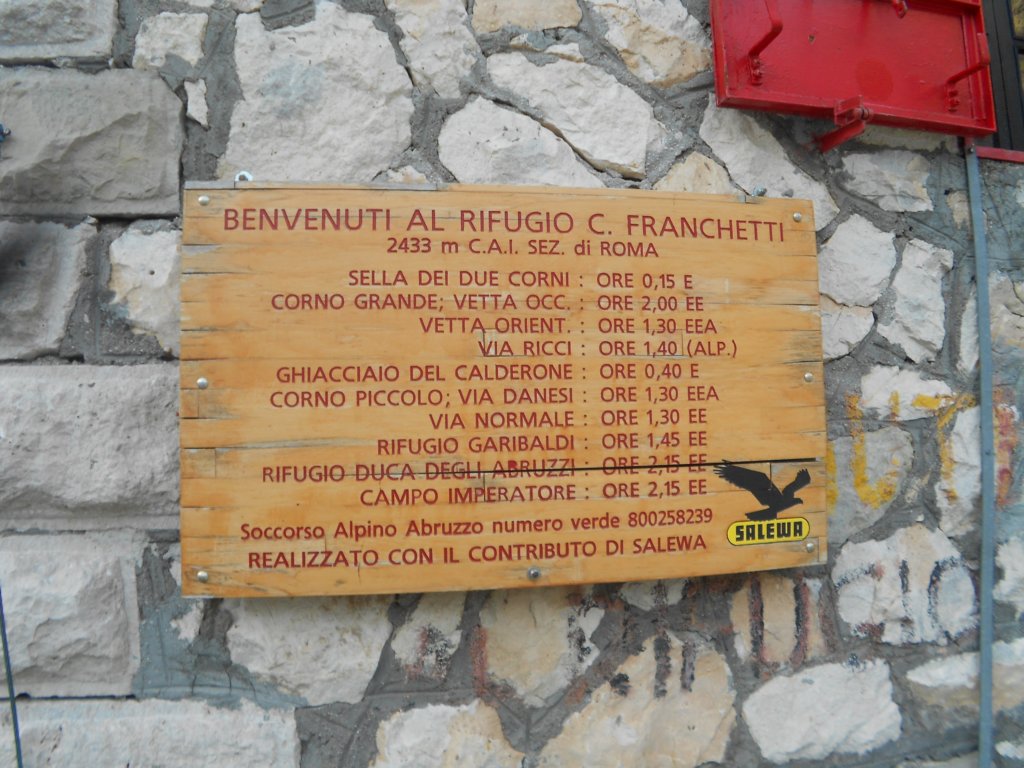 BENVENUTI AL RIFUGIO C. FRANCHETTI
2433 m C.A.I. SEZ. di ROMA
SELLA DEI DUE CORNI : ORE 0,15 E
CORNO GRANDE; VETTA OCC. : ORE 2,00 EE
VETTA ORIENT. : ORE 1,30 EEA
VIA RICCI : ORE 1,40 (ALP.)
GHIACCIAIO DEL CALDERONE : ORE 0,40 E
CORNO PICCOLO; VIA DANESI : ORE 1,30 EEA
VIA NORMALE : ORE 1,30 EE
RIFUGIO GARIBALDI : ORE 1,45 EE
RIFUGIO DUCA DEGLI ABRUZZI : ORE 2,15 EE
CAMPO IMPERATORE : ORE 2,15 EE
Soccorso Alpino Abruzzo numero verde 800258239
REALIZZATO CON IL CONTRIBUTO DI SALEWA
SALEWA